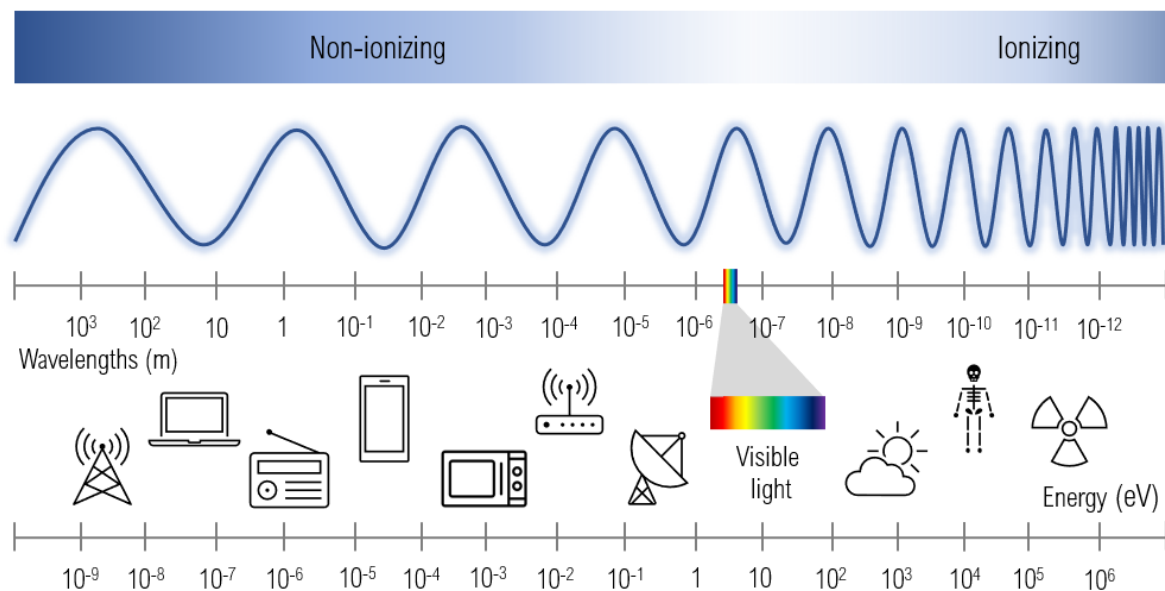 Non-ionizing Ionizing
10³ 10² 10 1 10⁻¹ 10⁻² 10⁻³ 10⁻⁴ 10⁻⁵ 10⁻⁶ 10⁻⁷ 10⁻⁸ 10⁻⁹ 10⁻¹⁰ 10⁻¹¹ 10⁻¹²
Wavelengths (m)
Visible
light
Energy (eV)
10⁻⁹ 10⁻⁸ 10⁻⁷ 10⁻⁶ 10⁻⁵ 10⁻⁴ 10⁻³ 10⁻² 10⁻¹ 1 10 10² 10³ 10⁴ 10⁵ 10⁶